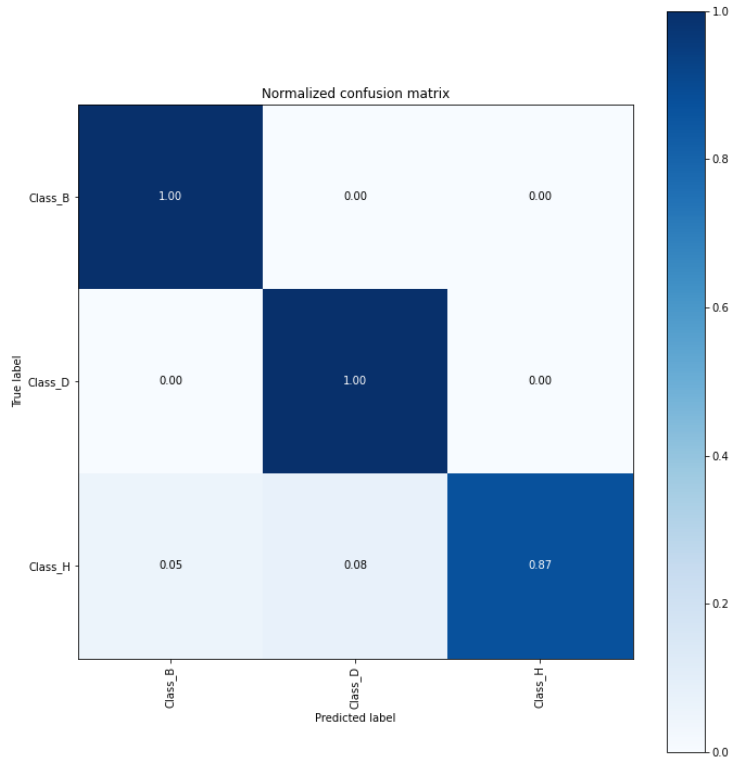 Normalized confusion matrix
Class_B
1.00
0.00
0.00
Class_D
0.00
1.00
0.00
Class_H
0.05
0.08
0.87
True label
Class_B
Class_D
Class_H
Predicted label
1.0
0.8
0.6
0.4
0.2
0.0